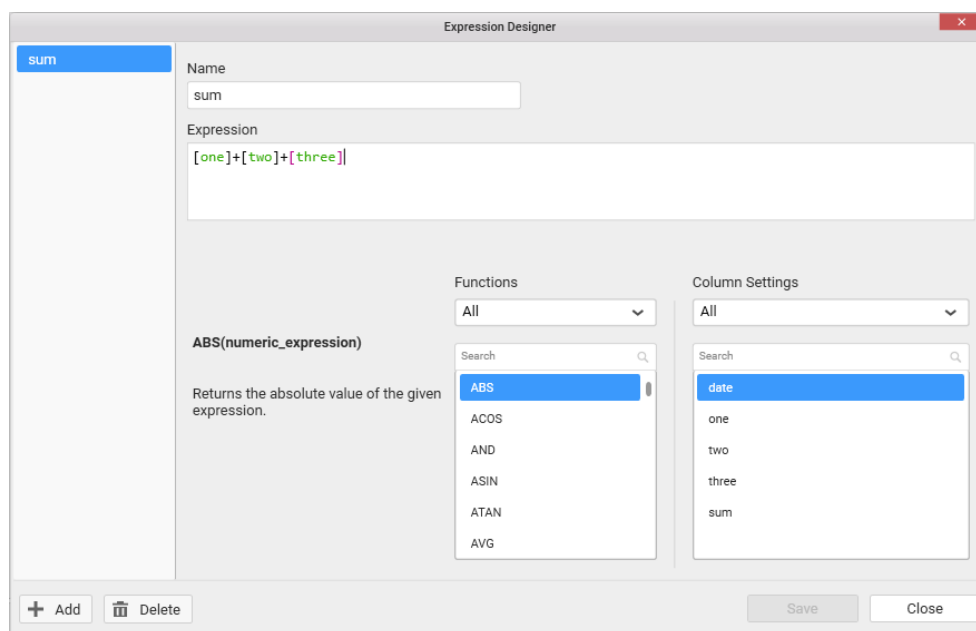 Expression Designer
sum
Name
sum
Expression
[one]+[two]+[three]
Functions
Column Settings
All
All
ABS(numeric_expression)
Search
Search
Returns the absolute value of the given
expression.
ABS
ACOS
AND
ASIN
ATAN
AVG
date
one
two
three
sum
Add
Delete
Save
Close